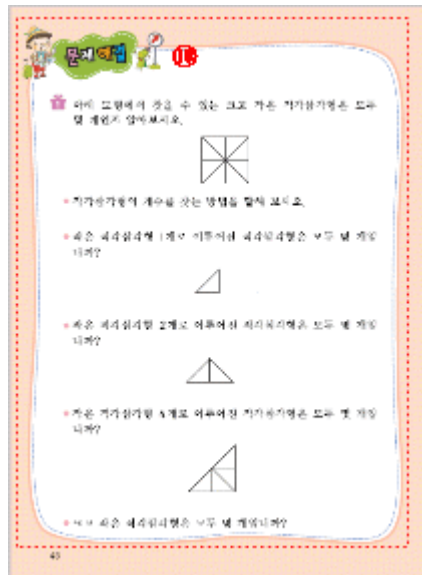 문제 해결
아래 도형에서 찾을 수 있는 크고 작은 직각삼각형은 모두
몇 개인지 알아보시오.
직각삼각형의 개수를 찾는 방법을 말해 보시오.
작은 직각삼각형 1개로 이루어진 직각삼각형은 모두 몇 개입
니까?
작은 직각삼각형 2개로 이루어진 직각삼각형은 모두 몇 개입
니까?
작은 직각삼각형 4개로 이루어진 직각삼각형은 모두 몇 개입
니까?
크고 작은 직각삼각형은 모두 몇 개입니까?